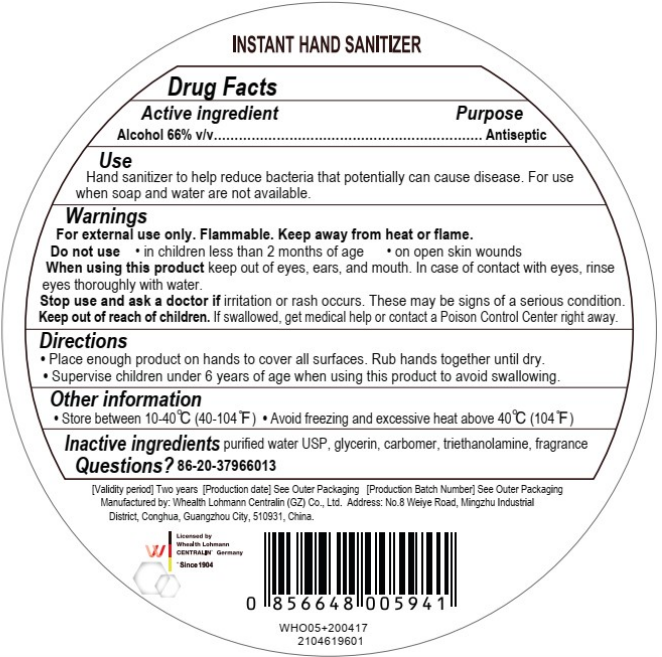 INSTANT HAND SANITIZER
Drug Facts
Active ingredient Purpose
Alcohol 66% v/v................................................................ Antiseptic
Use
Hand sanitizer to help reduce bacteria that potentially can cause disease. For use
when soap and water are not available.
Warnings
For external use only. Flammable. Keep away from heat or flame.
Do not use • in children less than 2 months of age • on open skin wounds
When using this product keep out of eyes, ears, and mouth. In case of contact with eyes, rinse
eyes thoroughly with water.
Stop use and ask a doctor if irritation or rash occurs. These may be signs of a serious condition.
Keep out of reach of children. If swallowed, get medical help or contact a Poison Control Center right away.
Directions
• Place enough product on hands to cover all surfaces. Rub hands together until dry.
• Supervise children under 6 years of age when using this product to avoid swallowing.
Other information
• Store between 10-40℃ (40-104℉) • Avoid freezing and excessive heat above 40℃ (104℉)
Inactive ingredients purified water USP, glycerin, carbomer, triethanolamine, fragrance
Questions? 86-20-37966013
[Validity period] Two years [Production date] See Outer Packaging [Production Batch Number] See Outer Packaging
Manufactured by: Whealth Lohmann Centralin (GZ) Co., Ltd. Address: No.8 Weiye Road, Mingzhu Industrial
District, Conghua, Guangzhou City, 510931, China.
Licensed by
Whealth Lohmann
CENTRALIN® Germany
"Since 1904
0 856648 005941
WHO05+200417
2104619601